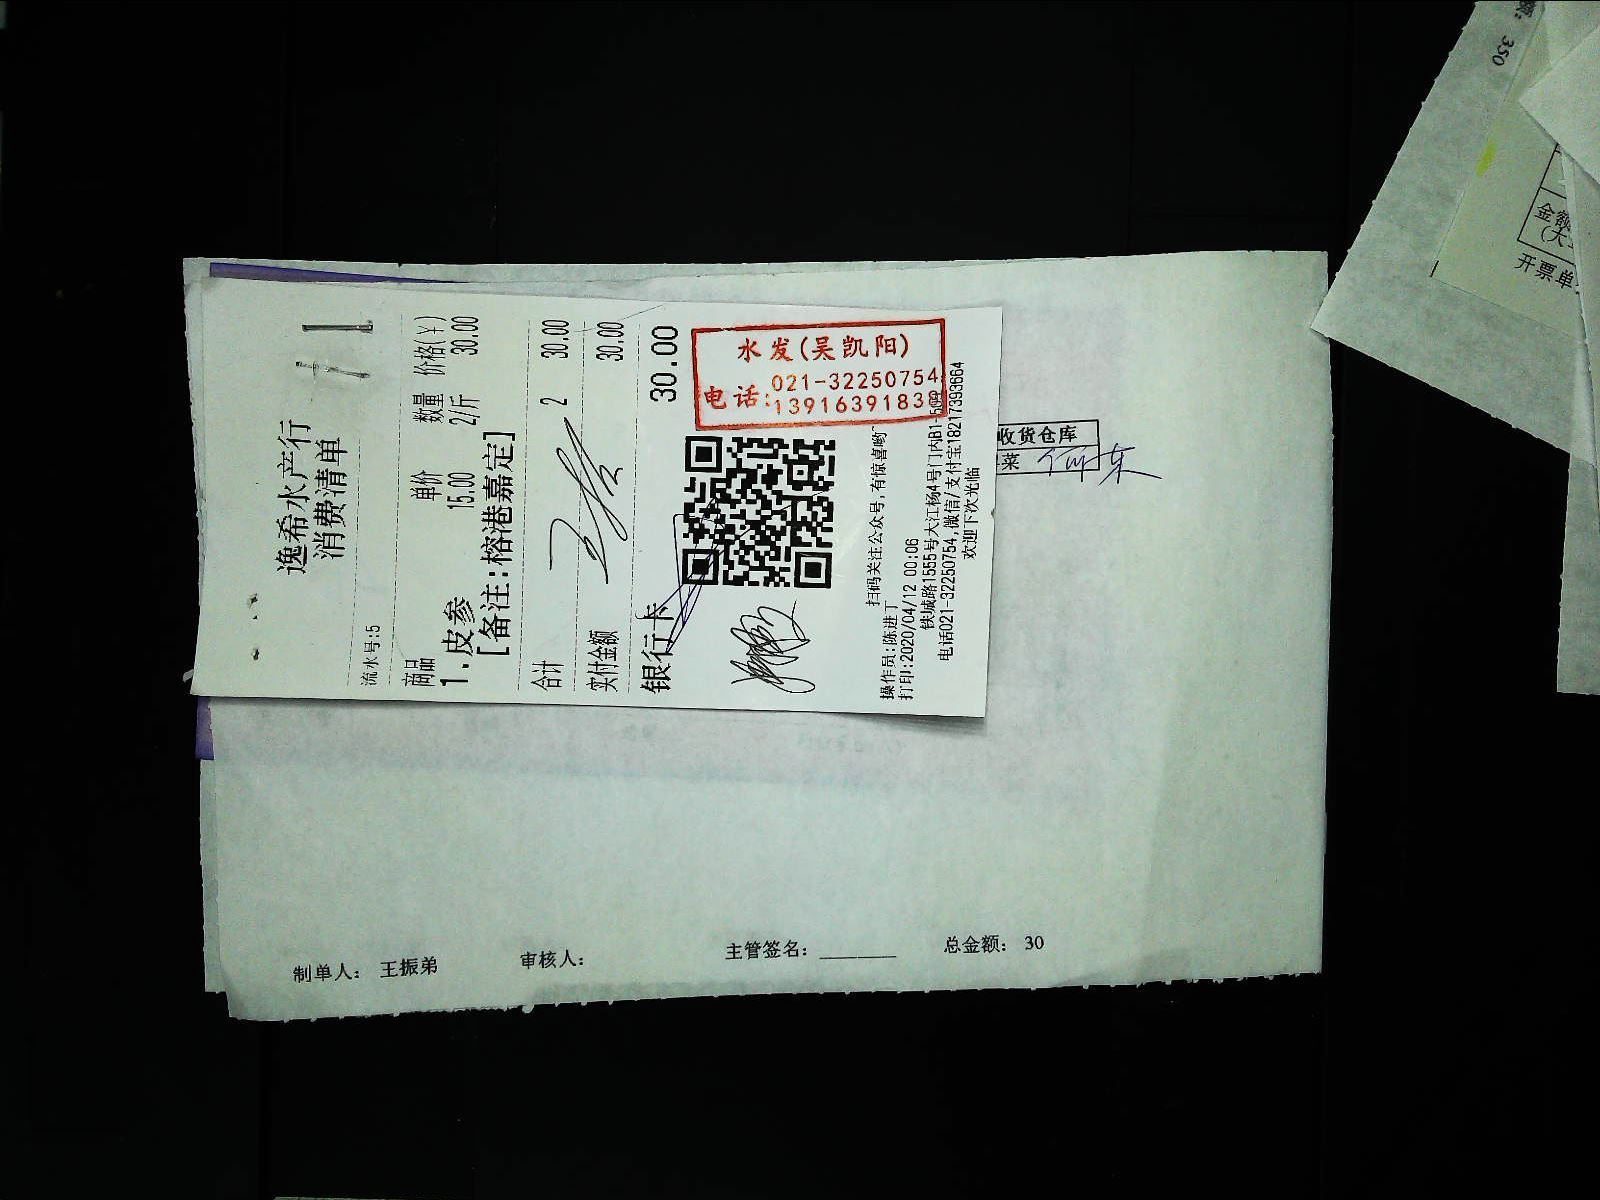 逸希水产行
消费清单
71
流水号:5
商品 单价 数量 价格(￥)
1.皮参 15.00 2/斤 30.00
[备注:榕港嘉定]
合计 2 30.00
实付金额 30.00
银行卡 30.00
水发(吴凯阳)
电话:021-32250754
扫码关注公众号,有惊喜哟~
操作员:陈进丁
打印:2020/04/12 00:06
铁城路1555号大江杨4号门内B1-
电话021-32250754,微信/支付宝18217393664
欢迎下次光临
收货仓库
菜
制单人: 王振弟 审核人: 主管签名: 总金额: 30
额: 350
金额
(大
开票单